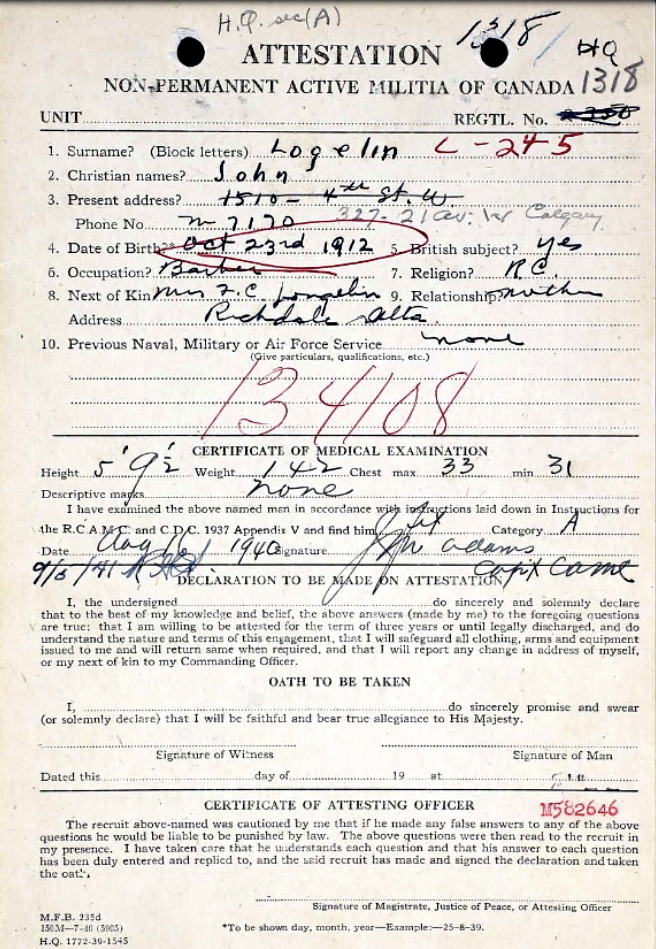 H.Q. sec(A)
1318 / HQ
ATTESTATION
NON-PERMANENT ACTIVE MILITIA OF CANADA 1318
UNIT REGTL. No.
1. Surname? (Block letters) Logelin L-245
2. Christian names? John
3. Present address? 1510 - 4th St. W
327-21 av. W Calgary
Phone No M 7170
4. Date of Birth?* Oct 23rd 1912 5. British subject? yes
6. Occupation? Barber 7. Religion? R.C.
8. Next of Kin Mrs F. C. Longelin 9. Relationship? mother
Address Richdale Alta.
10. Previous Naval, Military or Air Force Service none
(Give particulars, qualifications, etc.)
134108
CERTIFICATE OF MEDICAL EXAMINATION
Height 5' 9½ Weight 142 Chest max 33 min 31
Descriptive marks none
I have examined the above named man in accordance with instructions laid down in Instructions for
the R.C.A.M.C. and C.D.C. 1937 Appendix V and find him fit Category A
Date Aug 16 1940 Signature Adams
9/5/41 Capt
DECLARATION TO BE MADE ON ATTESTATION
I, the undersigned do sincerely and solemnly declare
that to the best of my knowledge and belief, the above answers (made by me) to the foregoing questions
are true; that I am willing to be attested for the term of three years or until legally discharged, and do
understand the nature and terms of this engagement, that I will safeguard all clothing, arms and equipment
issued to me and will return same when required, and that I will report any change in address of myself,
or my next of kin to my Commanding Officer.
OATH TO BE TAKEN
I, do sincerely promise and swear
(or solemnly declare) that I will be faithful and bear true allegiance to His Majesty.
Signature of Witness Signature of Man
Dated this day of 19 at
CERTIFICATE OF ATTESTING OFFICER M582646
The recruit above-named was cautioned by me that if he made any false answers to any of the above
questions he would be liable to be punished by law. The above questions were then read to the recruit in
my presence. I have taken care that he understands each question and that his answer to each question
has been duly entered and replied to, and the said recruit has made and signed the declaration and taken
the oath.
Signature of Magistrate, Justice of Peace, or Attesting Officer
M.F.B. 235d
150M—7-40 (5905)
H.Q. 1772-39-1545
*To be shown day, month, year—Example:—25-8-39.